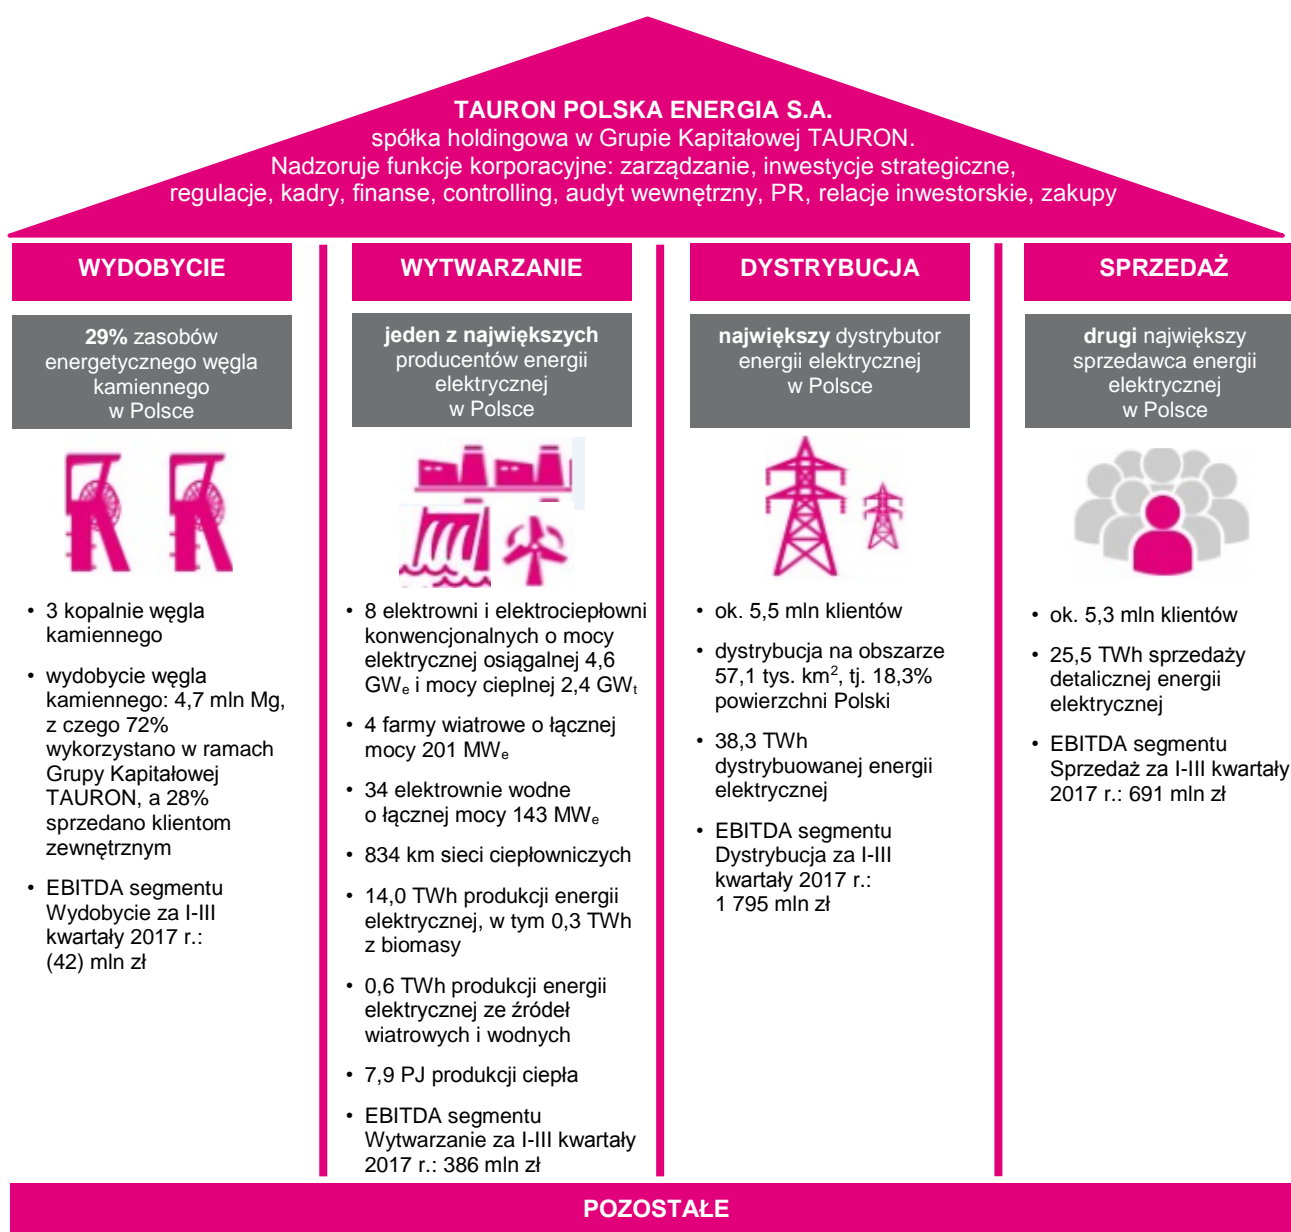 TAURON POLSKA ENERGIA S.A.
spółka holdingowa w Grupie Kapitałowej TAURON.
Nadzoruje funkcje korporacyjne: zarządzanie, inwestycje strategiczne,
regulacje, kadry, finanse, controlling, audyt wewnętrzny, PR, relacje inwestorskie, zakupy
WYDOBYCIE
29% zasobów
energetycznego węgla
kamiennego
w Polsce
• 3 kopalnie węgla
kamiennego
• wydobycie węgla
kamiennego: 4,7 mln Mg,
z czego 72%
wykorzystano w ramach
Grupy Kapitałowej
TAURON, a 28%
sprzedano klientom
zewnętrznym
• EBITDA segmentu
Wydobycie za I-III
kwartały 2017 r.:
(42) mln zł
WYTWARZANIE
jeden z największych
producentów energii
elektrycznej
w Polsce
• 8 elektrowni i elektrociepłowni
konwencjonalnych o mocy
elektrycznej osiągalnej 4,6
GWe i mocy cieplnej 2,4 GWt
• 4 farmy wiatrowe o łącznej
mocy 201 MWe
• 34 elektrownie wodne
o łącznej mocy 143 MWe
• 834 km sieci ciepłowniczych
• 14,0 TWh produkcji energii
elektrycznej, w tym 0,3 TWh
z biomasy
• 0,6 TWh produkcji energii
elektrycznej ze źródeł
wiatrowych i wodnych
• 7,9 PJ produkcji ciepła
• EBITDA segmentu
Wytwarzanie za I-III kwartały
2017 r.: 386 mln zł
DYSTRYBUCJA
największy dystrybutor
energii elektrycznej
w Polsce
• ok. 5,5 mln klientów
• dystrybucja na obszarze
57,1 tys. km², tj. 18,3%
powierzchni Polski
• 38,3 TWh
dystrybuowanej energii
elektrycznej
• EBITDA segmentu
Dystrybucja za I-III
kwartały 2017 r.:
1 795 mln zł
SPRZEDAŻ
drugi największy
sprzedawca energii
elektrycznej
w Polsce
• ok. 5,3 mln klientów
• 25,5 TWh sprzedaży
detalicznej energii
elektrycznej
• EBITDA segmentu
Sprzedaż za I-III kwartały
2017 r.: 691 mln zł
POZOSTAŁE